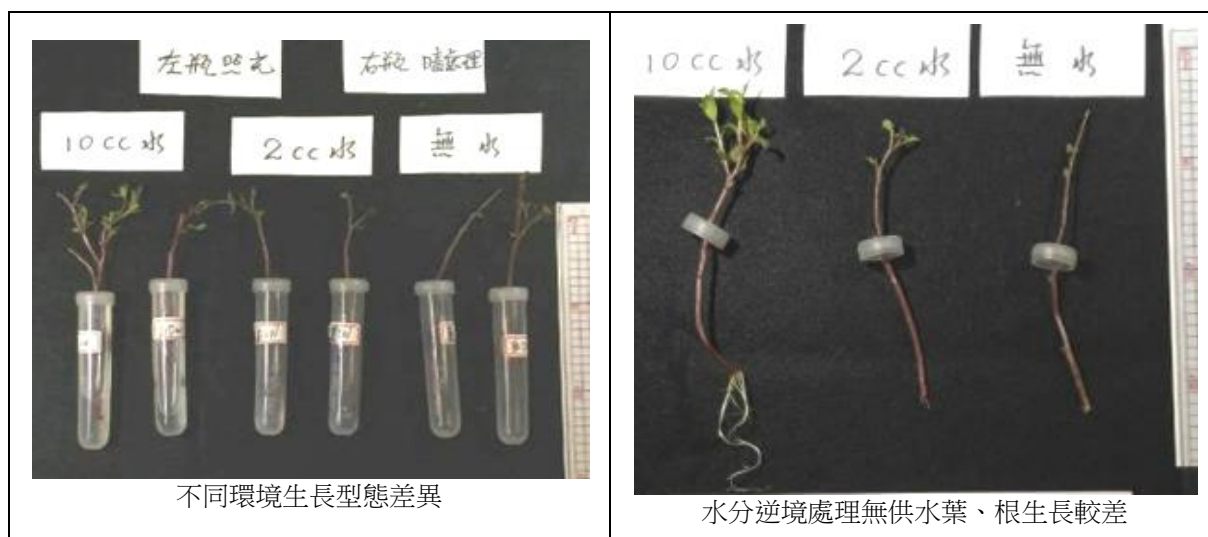 左瓶照光
右瓶 暗處理
10 cc 水
2 cc 水
無 水
不同環境生長型態差異
10 cc 水
2 cc 水
無 水
水分逆境處理無供水葉、根生長較差